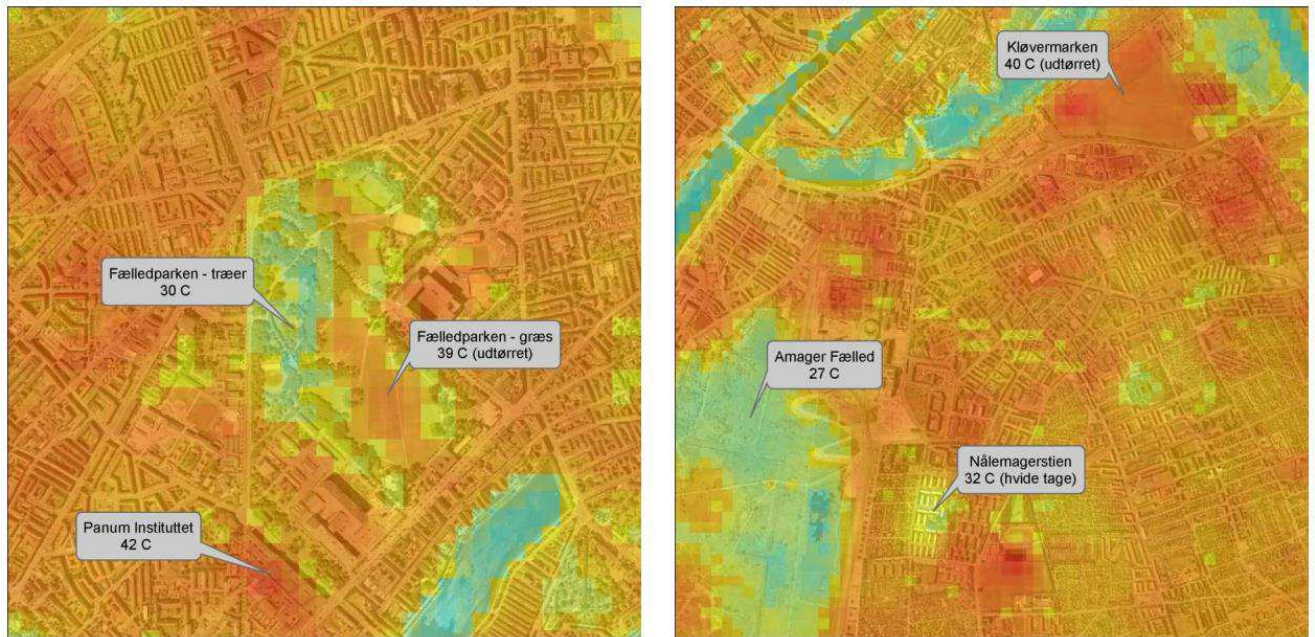 Fælledparken - træer
30 C
Fælledparken - græs
39 C (udtørret)
Panum Instituttet
42 C
Kløvermarken
40 C (udtørret)
Amager Fælled
27 C
Nålemagerstien
32 C (hvide tage)